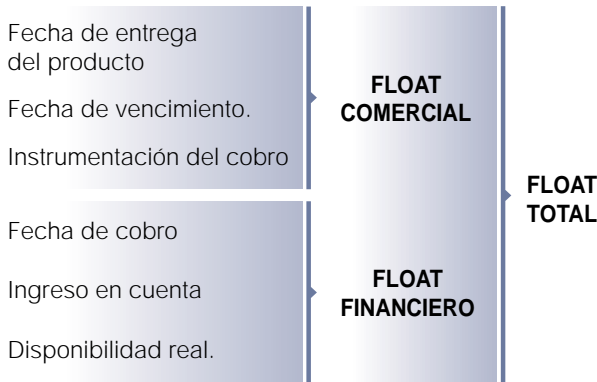 Fecha de entrega
del producto
Fecha de vencimiento.
Instrumentación del cobro
FLOAT
COMERCIAL
Fecha de cobro
Ingreso en cuenta
Disponibilidad real.
FLOAT
FINANCIERO
FLOAT
TOTAL